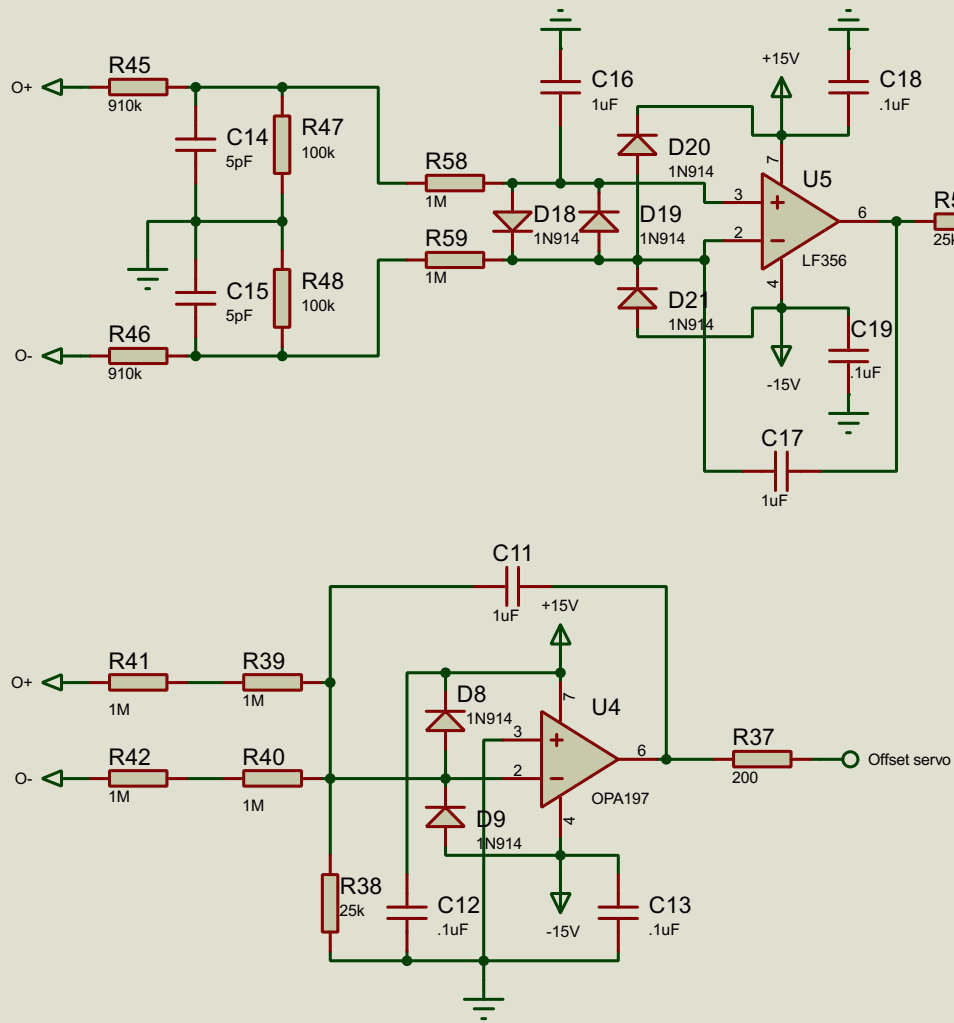 O+
R45
910k
C14
5pF
R47
100k
C15
5pF
R48
100k
O-
R46
910k
R58
1M
R59
1M
C16
1uF
D18
1N914
D19
1N914
D20
1N914
D21
1N914
+15V
C18
.1uF
7
3
2
6
4
U5
LF356
-15V
C19
.1uF
C17
1uF
25k
C11
1uF
+15V
O+
R41
1M
R39
1M
O-
R42
1M
R40
1M
D8
1N914
D9
1N914
7
3
2
6
4
U4
OPA197
R37
200
Offset servo
R38
25k
C12
.1uF
-15V
C13
.1uF